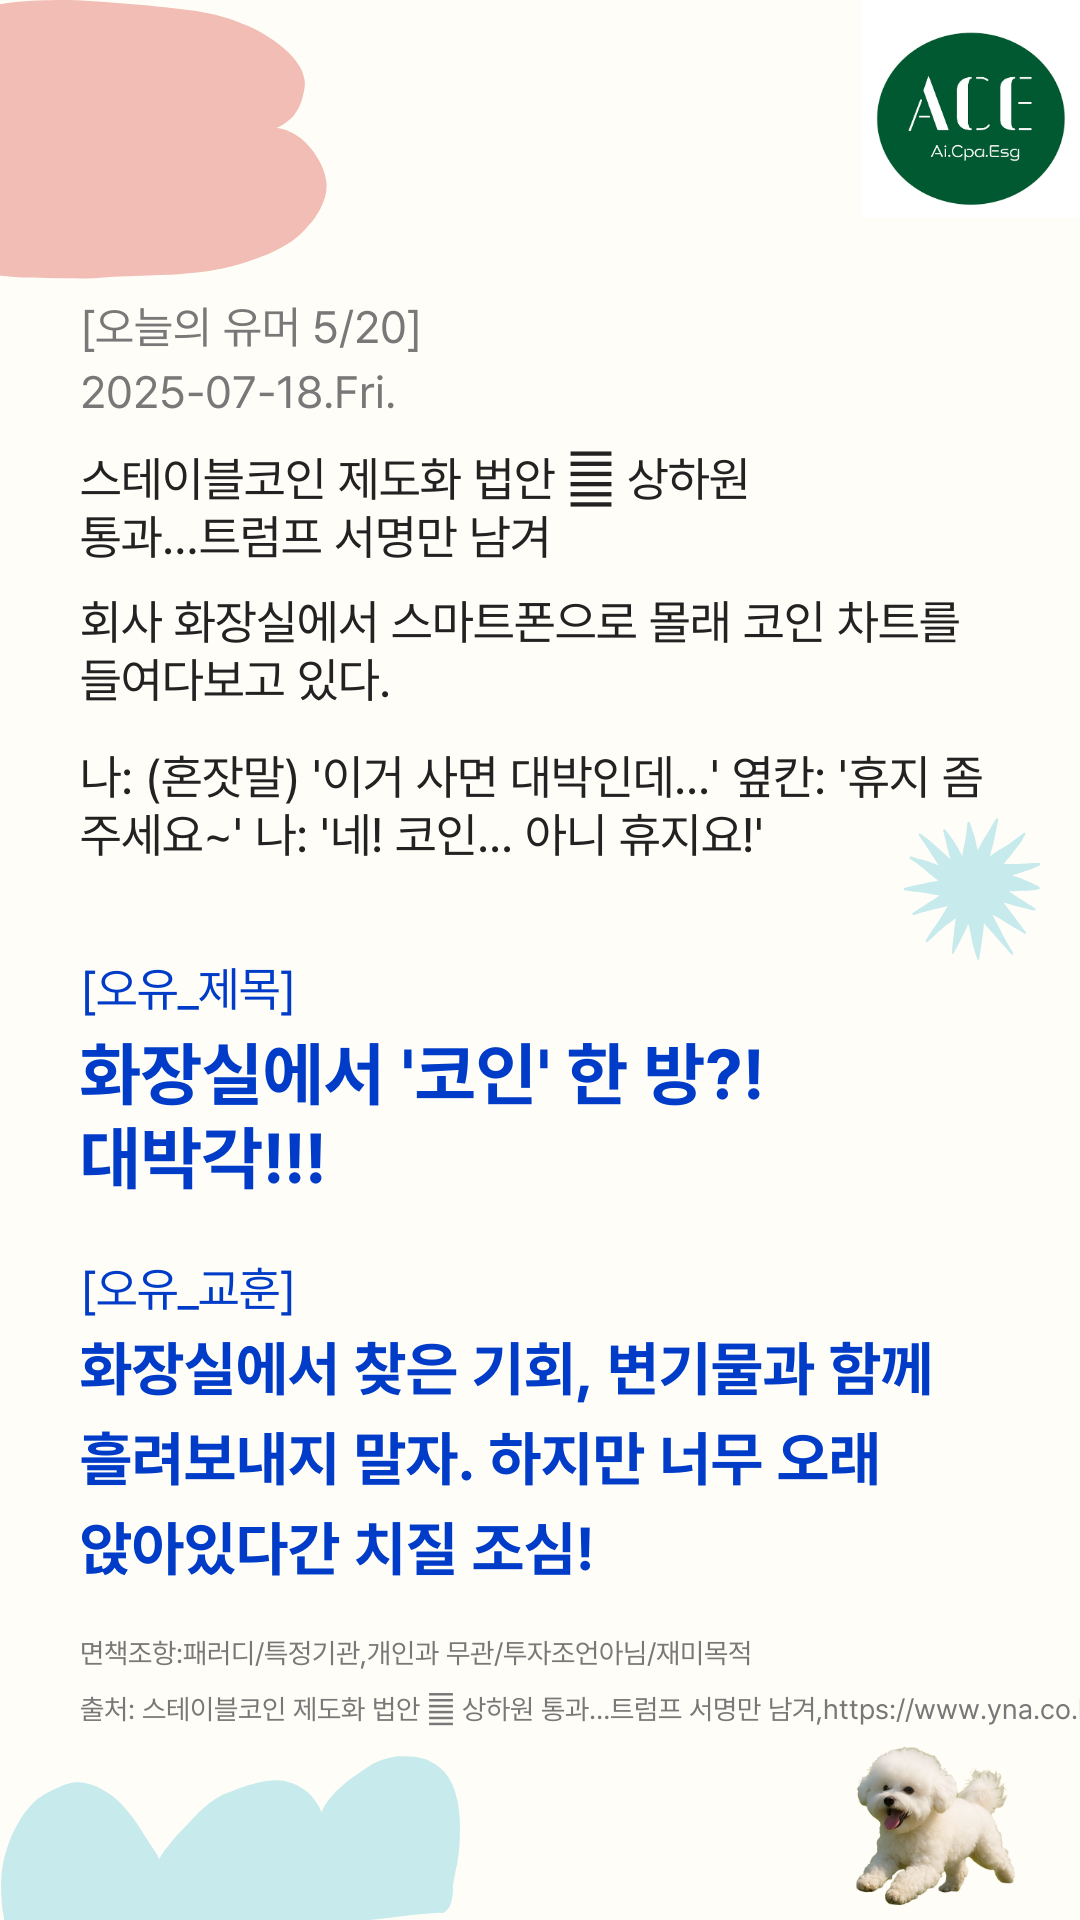 ACE
Ai.Cpa.Esg
[오늘의 유머 5/20]
2025-07-18.Fri.
스테이블코인 제도화 법안 상하원
통과...트럼프 서명만 남겨
회사 화장실에서 스마트폰으로 몰래 코인 차트를
들여다보고 있다.
나: (혼잣말) '이거 사면 대박인데...' 옆칸: '휴지 좀
주세요~' 나: '네! 코인... 아니 휴지요!'
[오유_제목]
화장실에서 '코인' 한 방?!
대박각!!!
[오유_교훈]
화장실에서 찾은 기회, 변기물과 함께
흘려보내지 말자. 하지만 너무 오래
앉아있다간 치질 조심!
면책조항:패러디/특정기관,개인과 무관/투자조언아님/재미목적
출처: 스테이블코인 제도화 법안 상하원 통과...트럼프 서명만 남겨,https://www.yna.co.